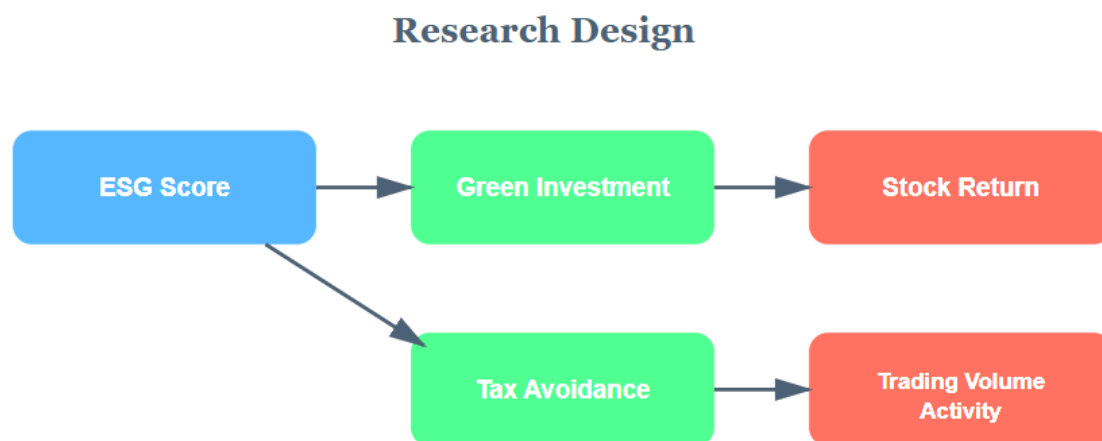 Research Design
ESG Score
Green Investment
Stock Return
Tax Avoidance
Trading Volume
Activity